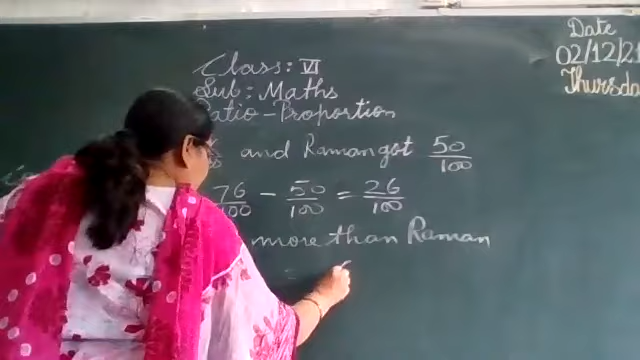 Date
02/12/21
Thursda
Class: VI
Sub: Maths
Ratio-Proportion
and Raman got 50/100
76/100 - 50/100 = 26/100
more than Raman